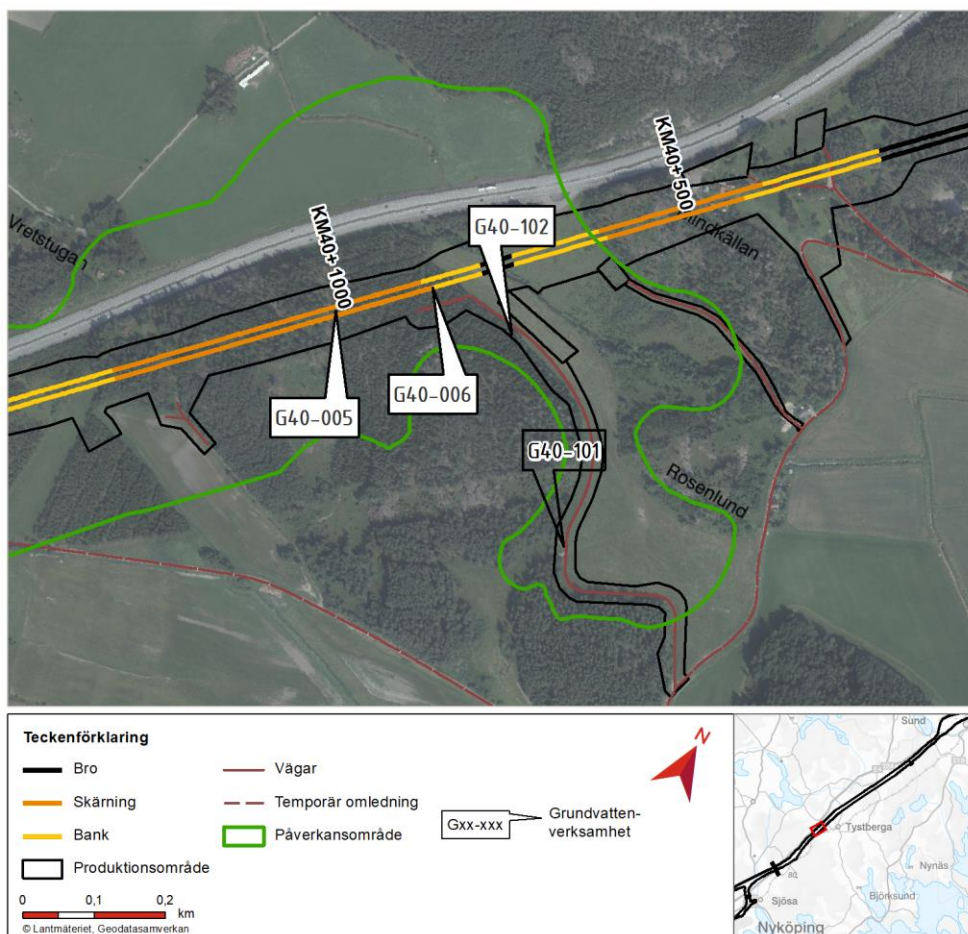 KM40+ 500
Vretstugan
KM40+ 1000
G40-102
G40-005
G40-006
G40-101
Rosenlund
Teckenförklaring
Bro
Skärning
Bank
Produktionsområde
Vägar
Temporär omledning
Påverkansområde
Gxx-xxx
Grundvatten-
verksamhet
N
0 0,1 0,2
km
© Lantmäteriet, Geodatasamverkan
Sund
Tystberga
Nynäs
Björksund
Sjösa
Nyköping